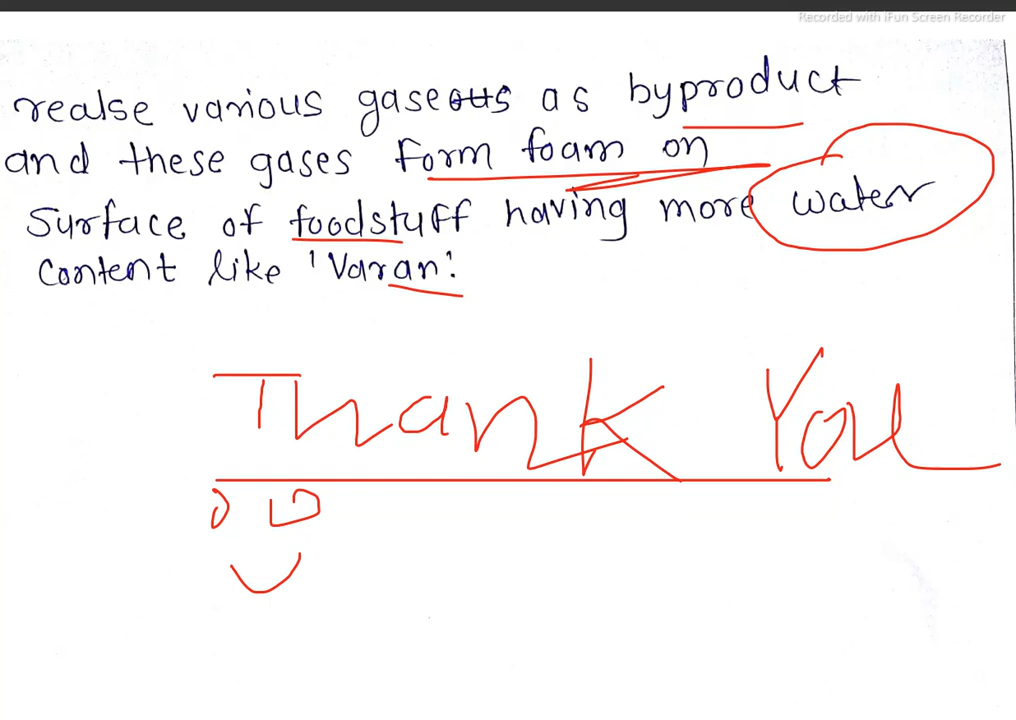 Recorded with iFun Screen Recorder
realse various gaseous as byproduct
and these gases form foam on
Surface of foodstuff having more water
Content like 'Varan'.
Thank You